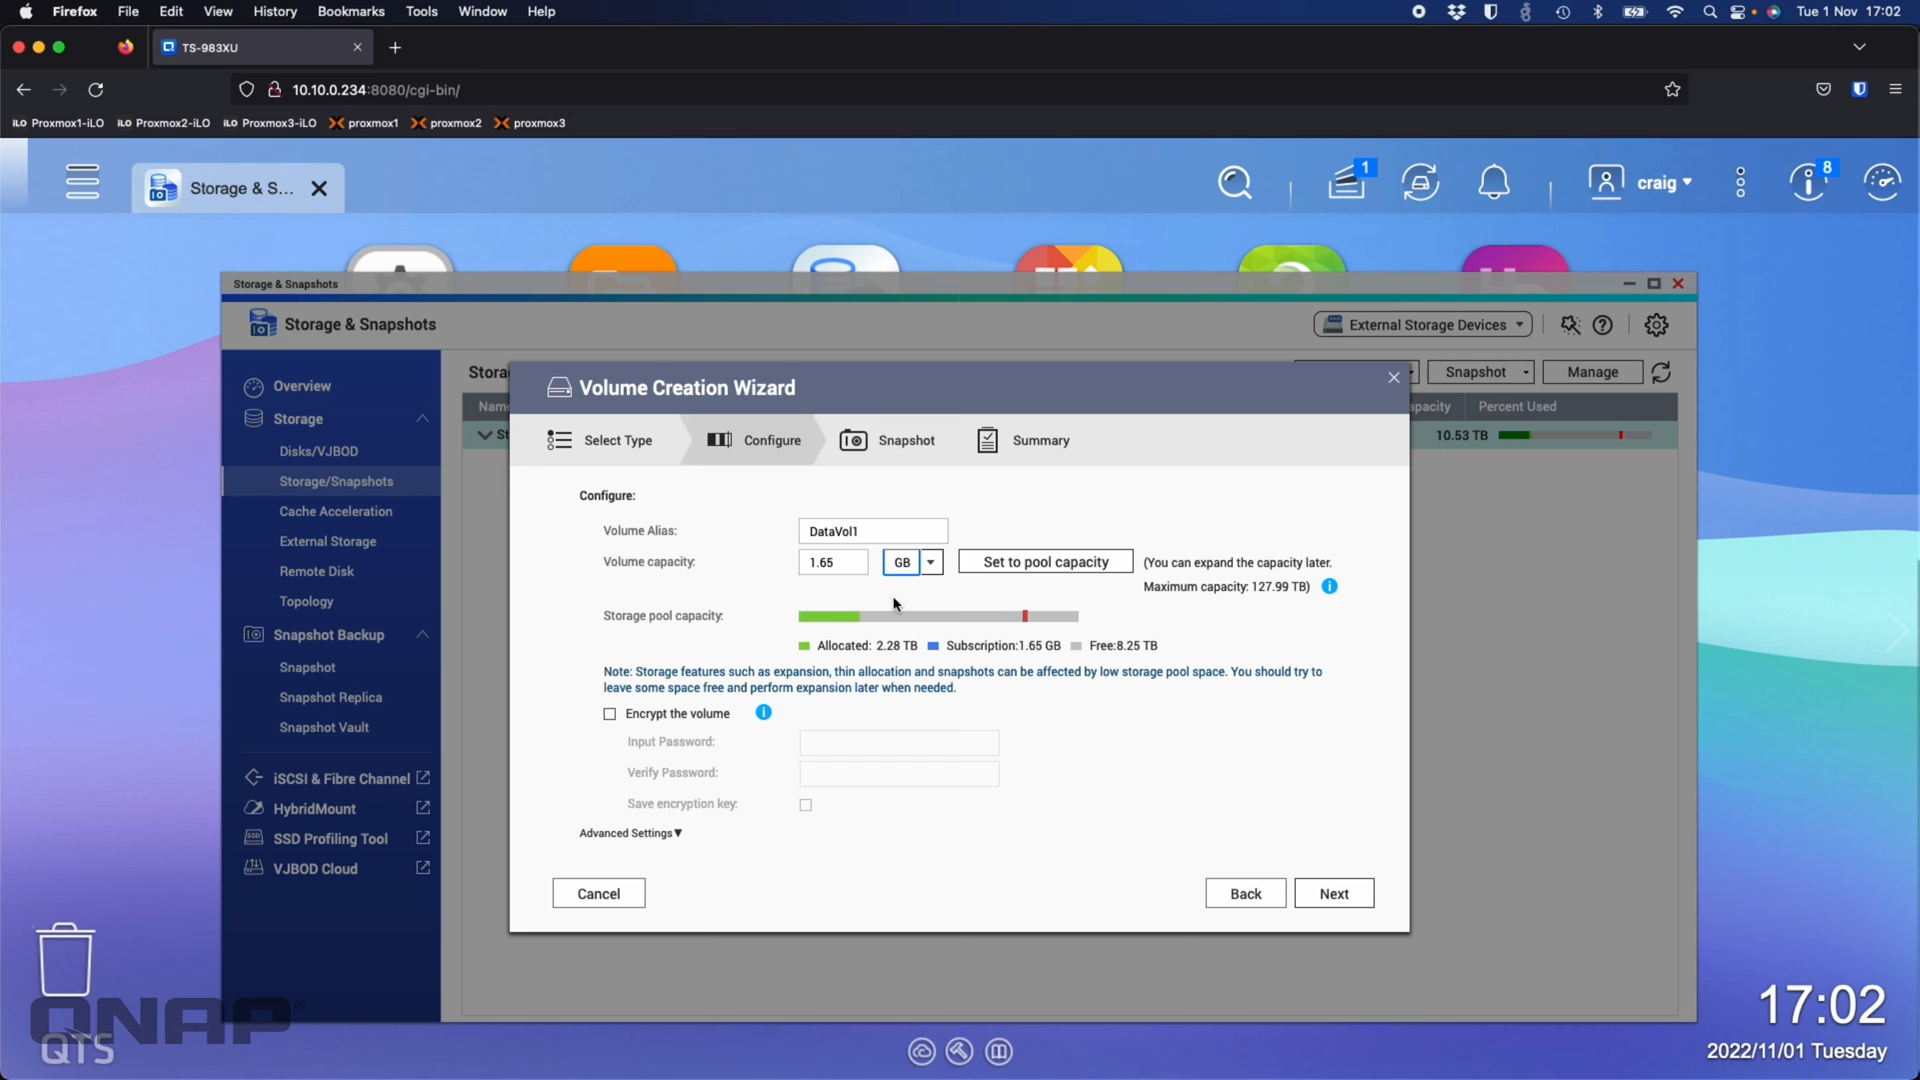 Firefox File Edit View History Bookmarks Tools Window Help Tue 1 Nov 17:02
TS-983XU
10.10.0.234:8080/cgi-bin/
iLO Proxmox1-iLO iLO Proxmox2-iLO iLO Proxmox3-iLO proxmox1 proxmox2 proxmox3
Storage & S... 1 craig 8
Storage & Snapshots
Storage & Snapshots External Storage Devices
Overview
Storage
Disks/VJBOD
Storage/Snapshots
Cache Acceleration
External Storage
Remote Disk
Topology
Snapshot Backup
Snapshot
Snapshot Replica
Snapshot Vault
iSCSI & Fibre Channel
HybridMount
SSD Profiling Tool
VJBOD Cloud
Stora Snapshot Manage
Nam pacity Percent Used
St 10.53 TB
Volume Creation Wizard
Select Type Configure Snapshot Summary
Configure:
Volume Alias: DataVol1
Volume capacity: 1.65 GB Set to pool capacity (You can expand the capacity later.
Maximum capacity: 127.99 TB)
Storage pool capacity:
Allocated: 2.28 TB Subscription:1.65 GB Free:8.25 TB
Note: Storage features such as expansion, thin allocation and snapshots can be affected by low storage pool space. You should try to
leave some space free and perform expansion later when needed.
Encrypt the volume
Input Password:
Verify Password:
Save encryption key:
Advanced Settings▼
Cancel Back Next
QNAP
QTS
17:02
2022/11/01 Tuesday